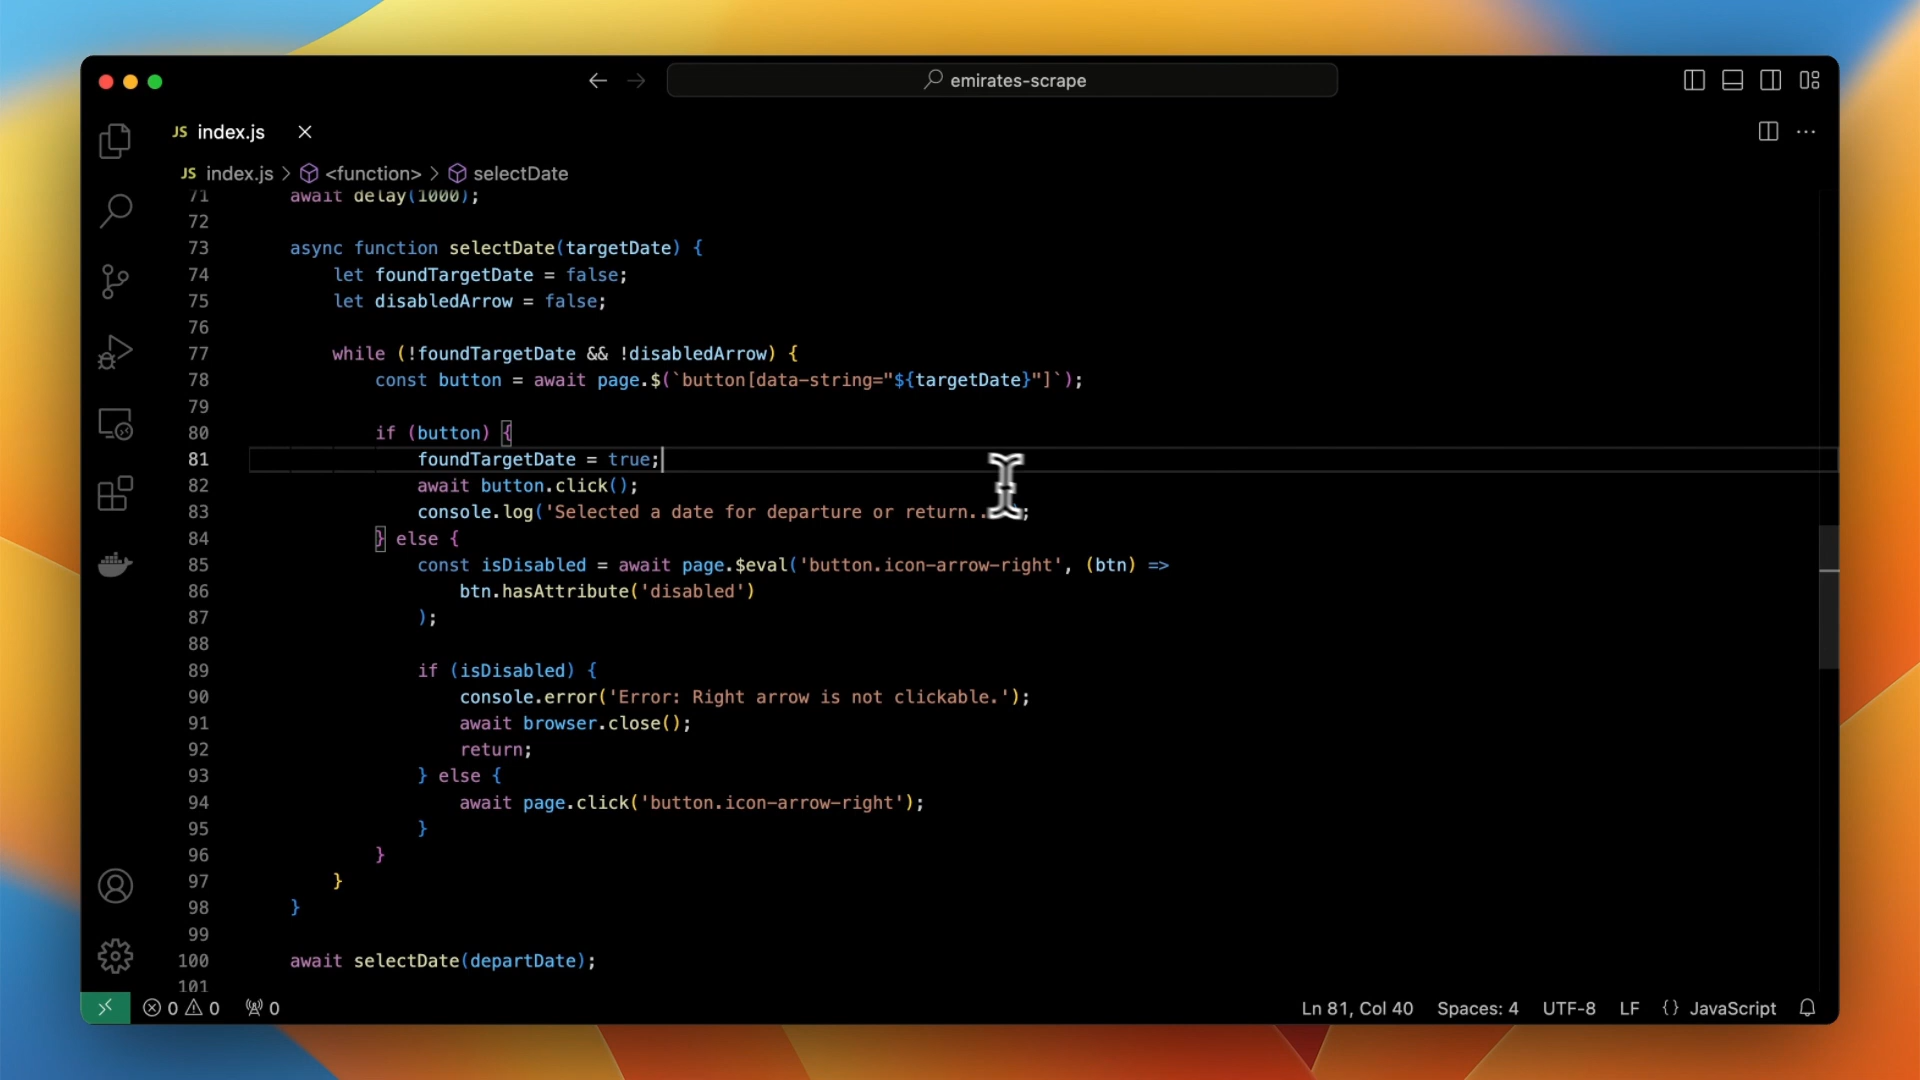 emirates-scrape
JS index.js
JS index.js > <function> > selectDate
71 await delay(1000);
72
73 async function selectDate(targetDate) {
74 let foundTargetDate = false;
75 let disabledArrow = false;
76
77 while (!foundTargetDate && !disabledArrow) {
78 const button = await page.$(`button[data-string="${targetDate}"]`);
79
80 if (button) {
81 foundTargetDate = true;
82 await button.click();
83 console.log('Selected a date for departure or return.. ;
84 } else {
85 const isDisabled = await page.$eval('button.icon-arrow-right', (btn) =>
86 btn.hasAttribute('disabled')
87 );
88
89 if (isDisabled) {
90 console.error('Error: Right arrow is not clickable.');
91 await browser.close();
92 return;
93 } else {
94 await page.click('button.icon-arrow-right');
95 }
96 }
97 }
98 }
99
100 await selectDate(departDate);
101
0 0 0 Ln 81, Col 40 Spaces: 4 UTF-8 LF {} JavaScript